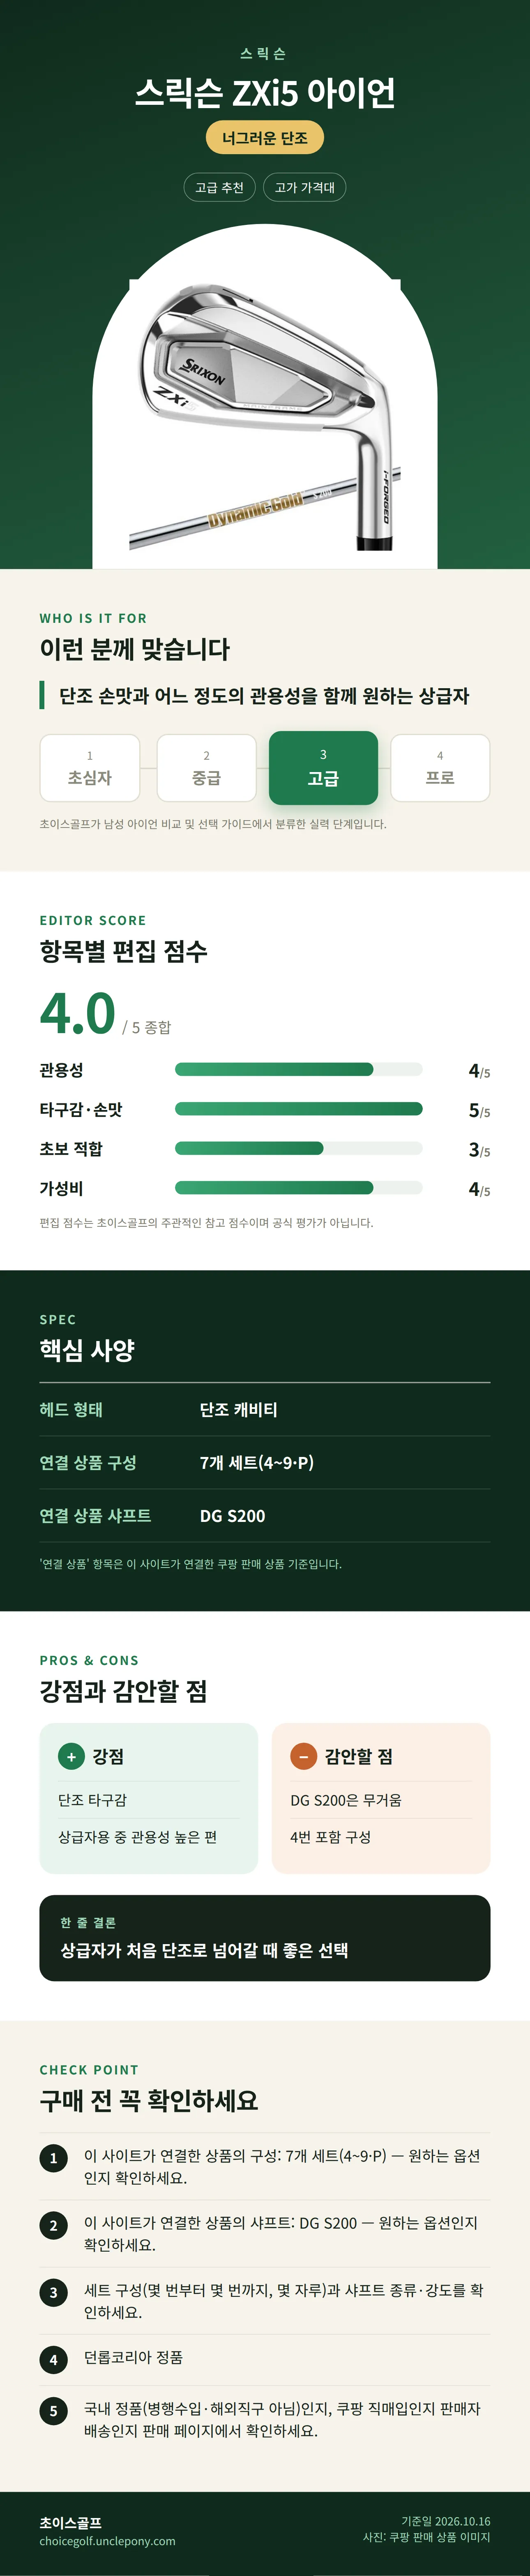 스릭슨
스릭슨 ZXi5 아이언
너그러운 단조
고급 추천
고가 가격대
SRIXON
ZXi
i-FORGED
Dynamic Gold
S200
WHO IS IT FOR
이런 분께 맞습니다
단조 손맛과 어느 정도의 관용성을 함께 원하는 상급자
1
초심자
2
중급
3
고급
4
프로
초이스골프가 남성 아이언 비교 및 선택 가이드에서 분류한 실력 단계입니다.
EDITOR SCORE
항목별 편집 점수
4.0 / 5 종합
관용성 4/5
타구감·손맛 5/5
초보 적합 3/5
가성비 4/5
편집 점수는 초이스골프의 주관적인 참고 점수이며 공식 평가가 아닙니다.
SPEC
핵심 사양
헤드 형태 단조 캐비티
연결 상품 구성 7개 세트(4~9·P)
연결 상품 샤프트 DG S200
'연결 상품' 항목은 이 사이트가 연결한 쿠팡 판매 상품 기준입니다.
PROS & CONS
강점과 감안할 점
+ 강점
단조 타구감
상급자용 중 관용성 높은 편
− 감안할 점
DG S200은 무거움
4번 포함 구성
한 줄 결론
상급자가 처음 단조로 넘어갈 때 좋은 선택
CHECK POINT
구매 전 꼭 확인하세요
1 이 사이트가 연결한 상품의 구성: 7개 세트(4~9·P) — 원하는 옵션
인지 확인하세요.
2 이 사이트가 연결한 상품의 샤프트: DG S200 — 원하는 옵션인지
확인하세요.
3 세트 구성(몇 번부터 몇 번까지, 몇 자루)과 샤프트 종류·강도를 확
인하세요.
4 던롭코리아 정품
5 국내 정품(병행수입·해외직구 아님)인지, 쿠팡 직매입인지 판매자
배송인지 판매 페이지에서 확인하세요.
초이스골프
choicegolf.unclepony.com
기준일 2026.10.16
사진: 쿠팡 판매 상품 이미지